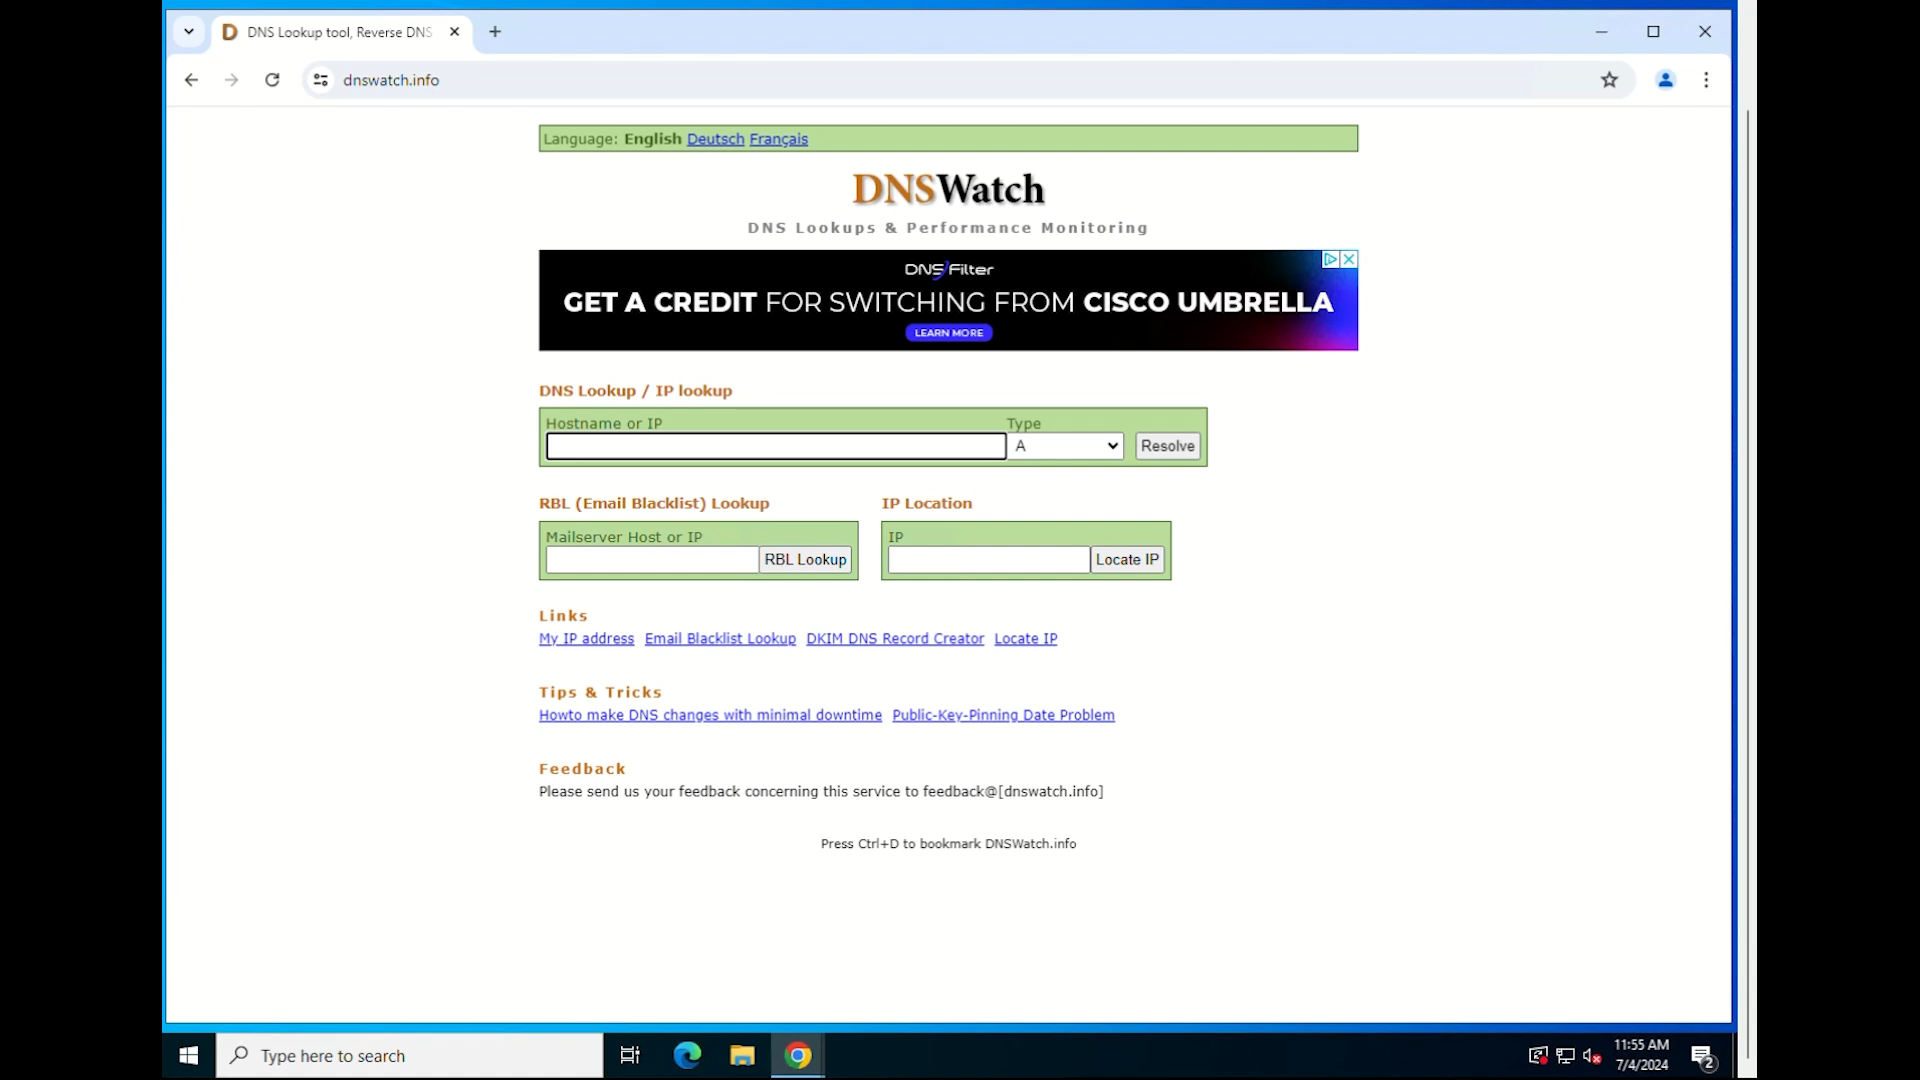 DNS Lookup tool, Reverse DNS
dnswatch.info
Language: English Deutsch Français
DNSWatch
DNS Lookups & Performance Monitoring
DNSFilter
GET A CREDIT FOR SWITCHING FROM CISCO UMBRELLA
LEARN MORE
DNS Lookup / IP lookup
Hostname or IP Type
A Resolve
RBL (Email Blacklist) Lookup IP Location
Mailserver Host or IP IP
RBL Lookup Locate IP
Links
My IP address Email Blacklist Lookup DKIM DNS Record Creator Locate IP
Tips & Tricks
Howto make DNS changes with minimal downtime Public-Key-Pinning Date Problem
Feedback
Please send us your feedback concerning this service to feedback@[dnswatch.info]
Press Ctrl+D to bookmark DNSWatch.info
Type here to search
11:55 AM
7/4/2024
2